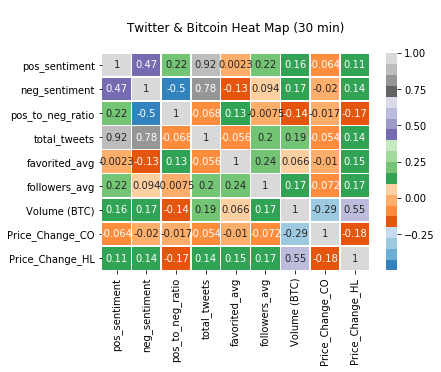 Twitter & Bitcoin Heat Map (30 min)
pos_sentiment 1 0.47 0.22 0.92 0.0023 0.22 0.16 -0.064 0.11
neg_sentiment 0.47 1 -0.5 0.78 -0.13 0.094 0.17 -0.02 0.14
pos_to_neg_ratio 0.22 -0.5 1 -0.068 0.13 -0.0075 -0.14 -0.017 -0.17
total_tweets 0.92 0.78 -0.068 1 -0.056 0.2 0.19 -0.054 0.14
favorited_avg 0.0023 -0.13 0.13 -0.056 1 0.24 0.066 -0.01 0.15
followers_avg 0.22 0.094 -0.0075 0.2 0.24 1 0.17 -0.072 0.17
Volume (BTC) 0.16 0.17 -0.14 0.19 0.066 0.17 1 -0.29 0.55
Price_Change_CO -0.064 -0.02 -0.017 -0.054 -0.01 -0.072 -0.29 1 -0.18
Price_Change_HL 0.11 0.14 -0.17 0.14 0.15 0.17 0.55 -0.18 1
pos_sentiment
neg_sentiment
pos_to_neg_ratio
total_tweets
favorited_avg
followers_avg
Volume (BTC)
Price_Change_CO
Price_Change_HL
1.00
0.75
0.50
0.25
0.00
−0.25